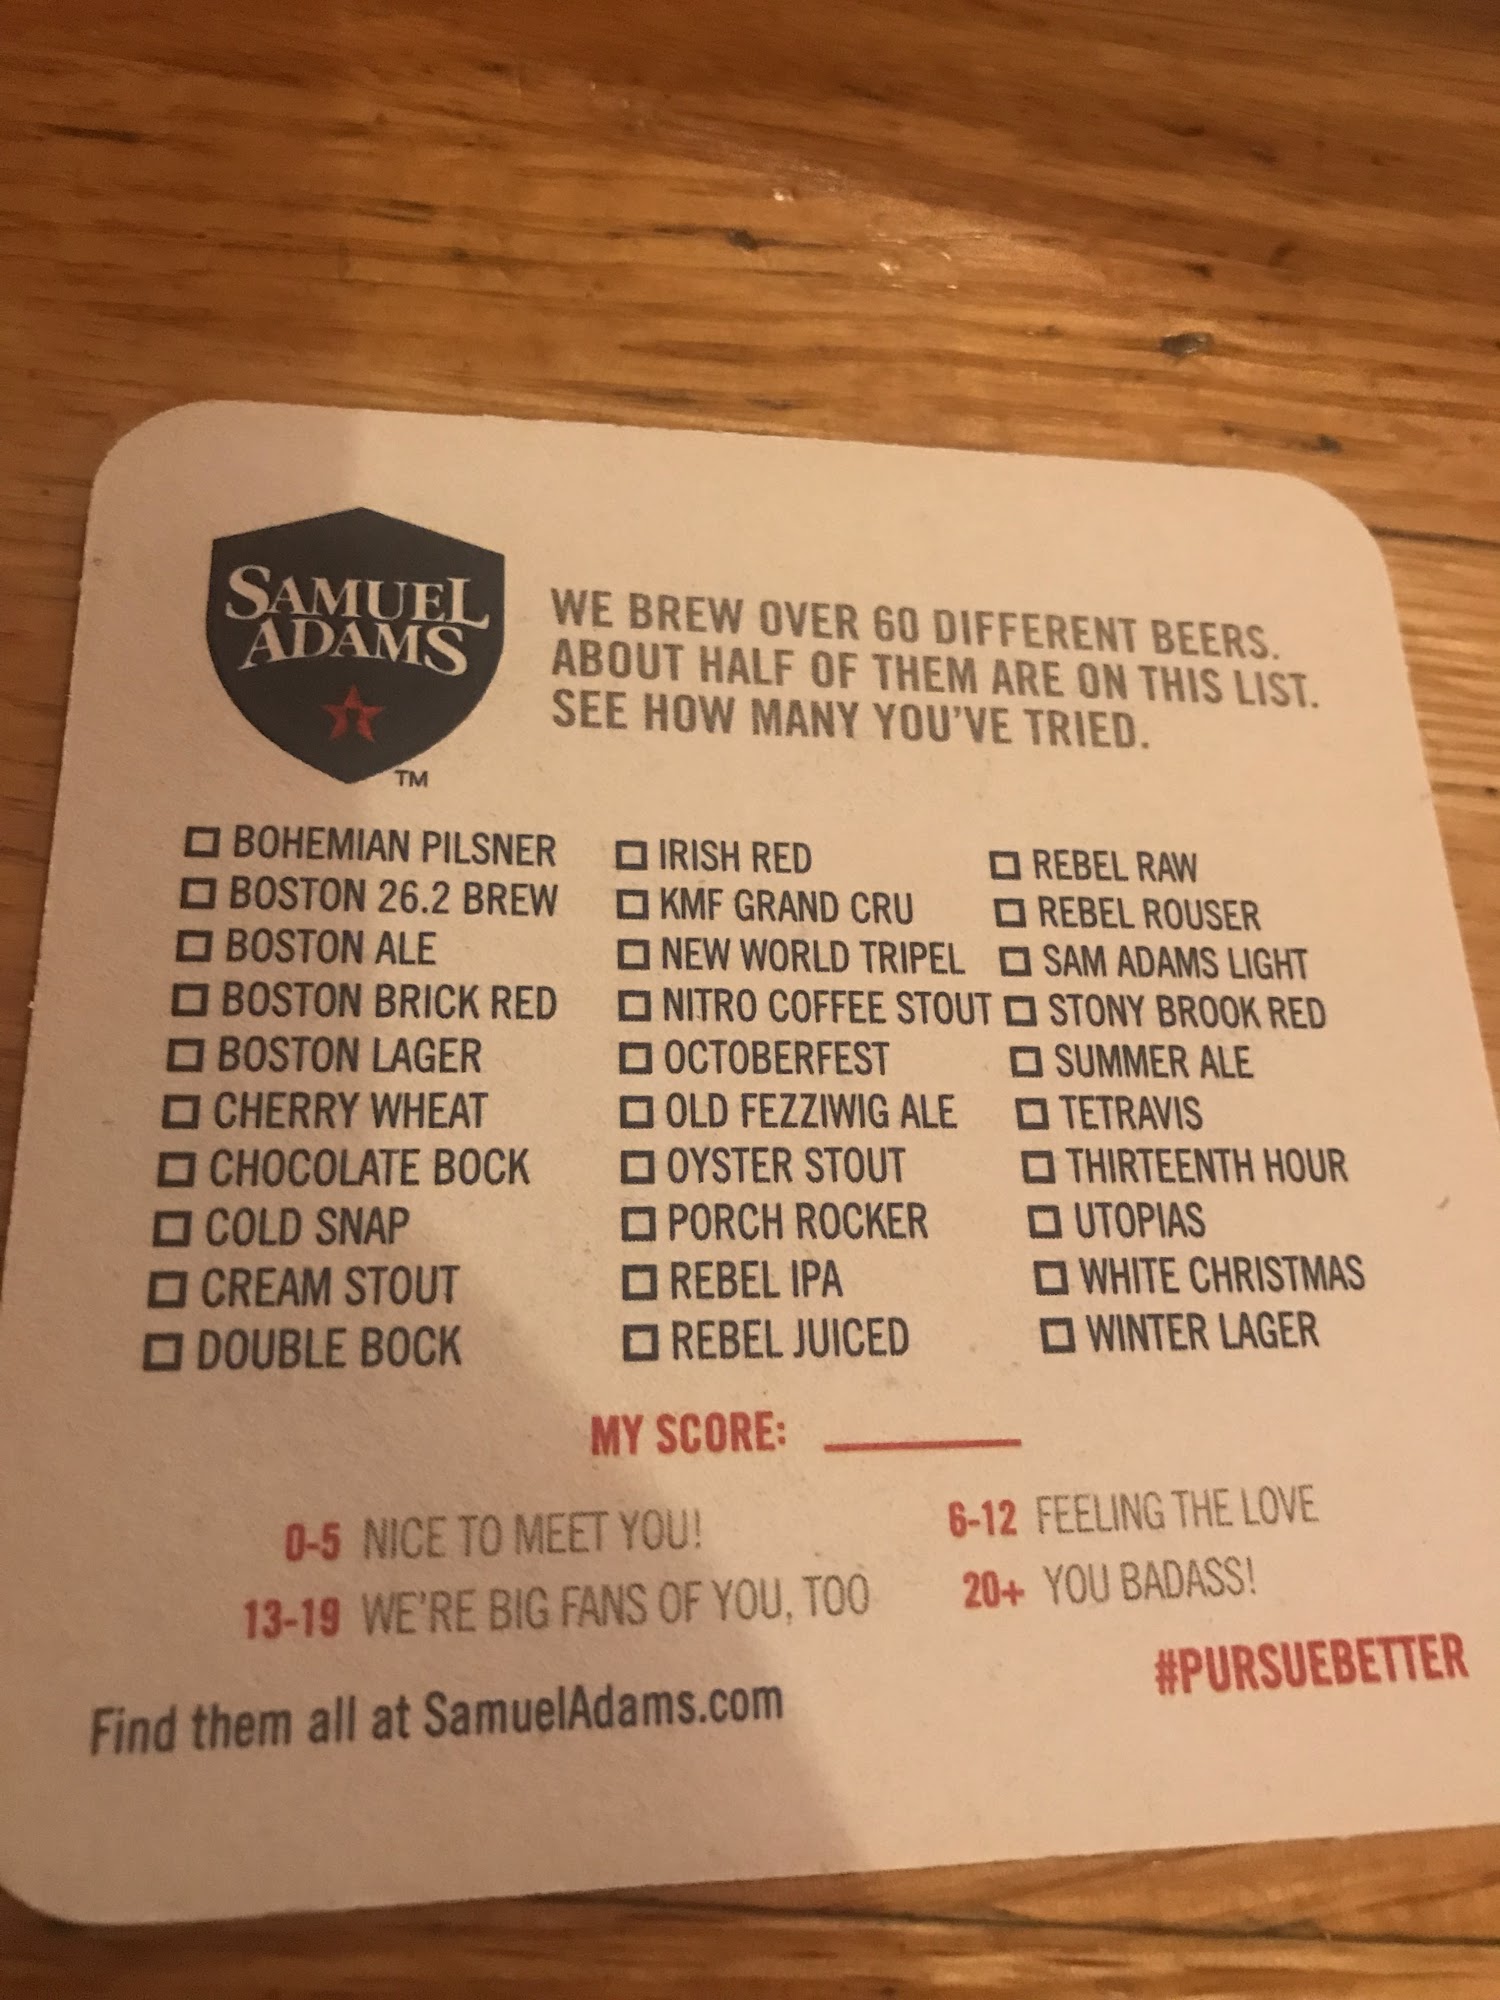 SAMUEL
ADAMS
TM
WE BREW OVER 60 DIFFERENT BEERS.
ABOUT HALF OF THEM ARE ON THIS LIST.
SEE HOW MANY YOU'VE TRIED.
BOHEMIAN PILSNER
BOSTON 26.2 BREW
BOSTON ALE
BOSTON BRICK RED
BOSTON LAGER
CHERRY WHEAT
CHOCOLATE BOCK
COLD SNAP
CREAM STOUT
DOUBLE BOCK
IRISH RED
KMF GRAND CRU
NEW WORLD TRIPEL
NITRO COFFEE STOUT
OCTOBERFEST
OLD FEZZIWIG ALE
OYSTER STOUT
PORCH ROCKER
REBEL IPA
REBEL JUICED
REBEL RAW
REBEL ROUSER
SAM ADAMS LIGHT
STONY BROOK RED
SUMMER ALE
TETRAVIS
THIRTEENTH HOUR
UTOPIAS
WHITE CHRISTMAS
WINTER LAGER
MY SCORE:
0-5 NICE TO MEET YOU!
6-12 FEELING THE LOVE
13-19 WE'RE BIG FANS OF YOU, TOO
20+ YOU BADASS!
#PURSUEBETTER
Find them all at SamuelAdams.com